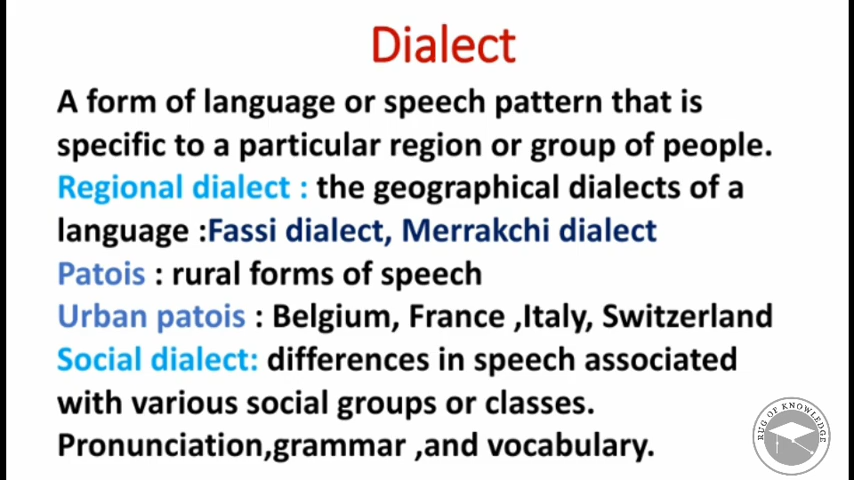 Dialect
A form of language or speech pattern that is
specific to a particular region or group of people.
Regional dialect : the geographical dialects of a
language :Fassi dialect, Merrakchi dialect
Patois : rural forms of speech
Urban patois : Belgium, France ,Italy, Switzerland
Social dialect: differences in speech associated
with various social groups or classes.
Pronunciation,grammar ,and vocabulary.
RUG OF KNOWLEDGE